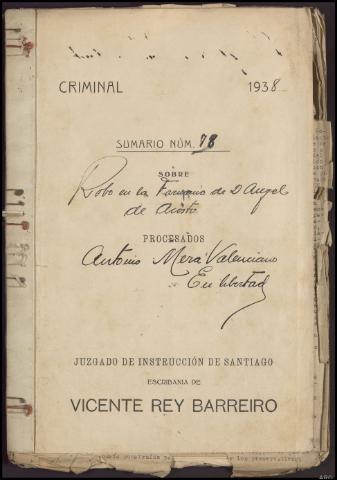 CRIMINAL 1938
SUMARIO NÚM. 78
SOBRE
Robo en la Farmacia de D Angel
de
PROCESADOS
Antonio Mera Valenciano
En libertad
JUZGADO DE INSTRUCCIÓN DE SANTIAGO
ESCRIBANIA DE
VICENTE REY BARREIRO